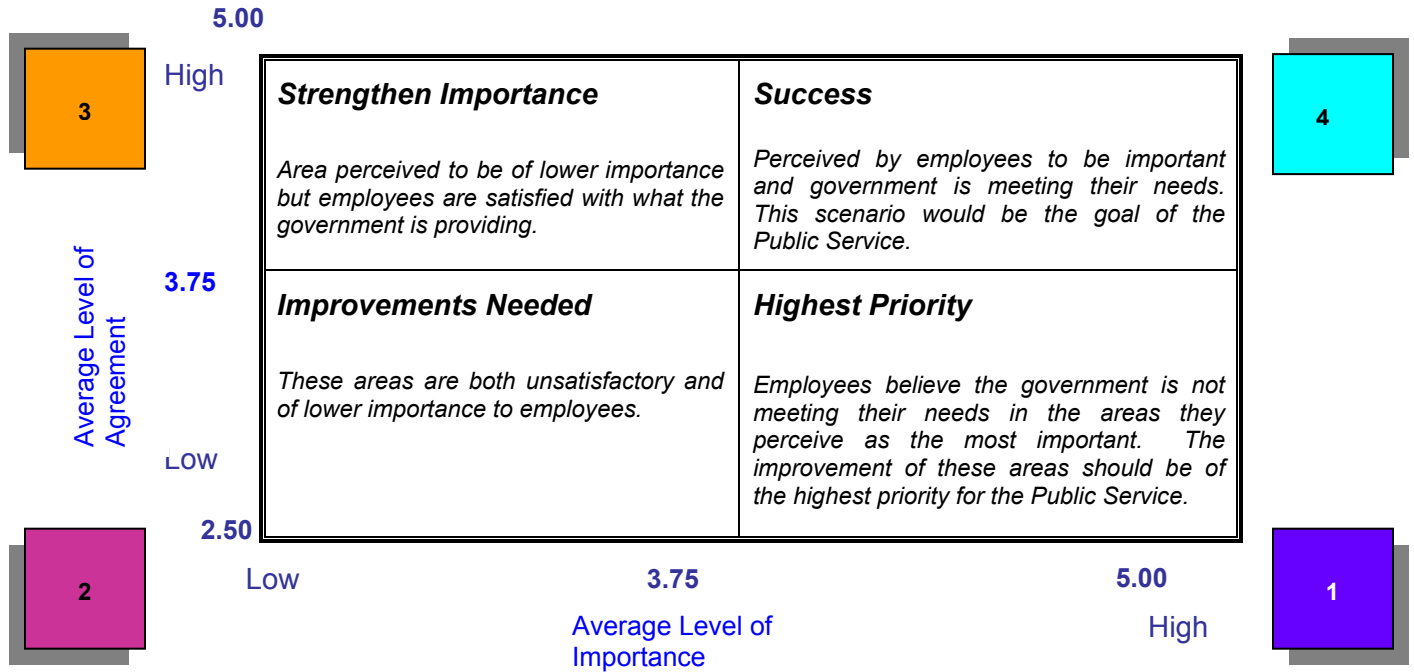 5.00
High
3
4
Strengthen Importance
Area perceived to be of lower importance
but employees are satisfied with what the
government is providing.
Success
Perceived by employees to be important
and government is meeting their needs.
This scenario would be the goal of the
Public Service.
Average Level of
Agreement
3.75
Improvements Needed
These areas are both unsatisfactory and
of lower importance to employees.
Highest Priority
Employees believe the government is not
meeting their needs in the areas they
perceive as the most important. The
improvement of these areas should be of
the highest priority for the Public Service.
Low
2.50
2
1
Low
3.75
5.00
Average Level of
Importance
High